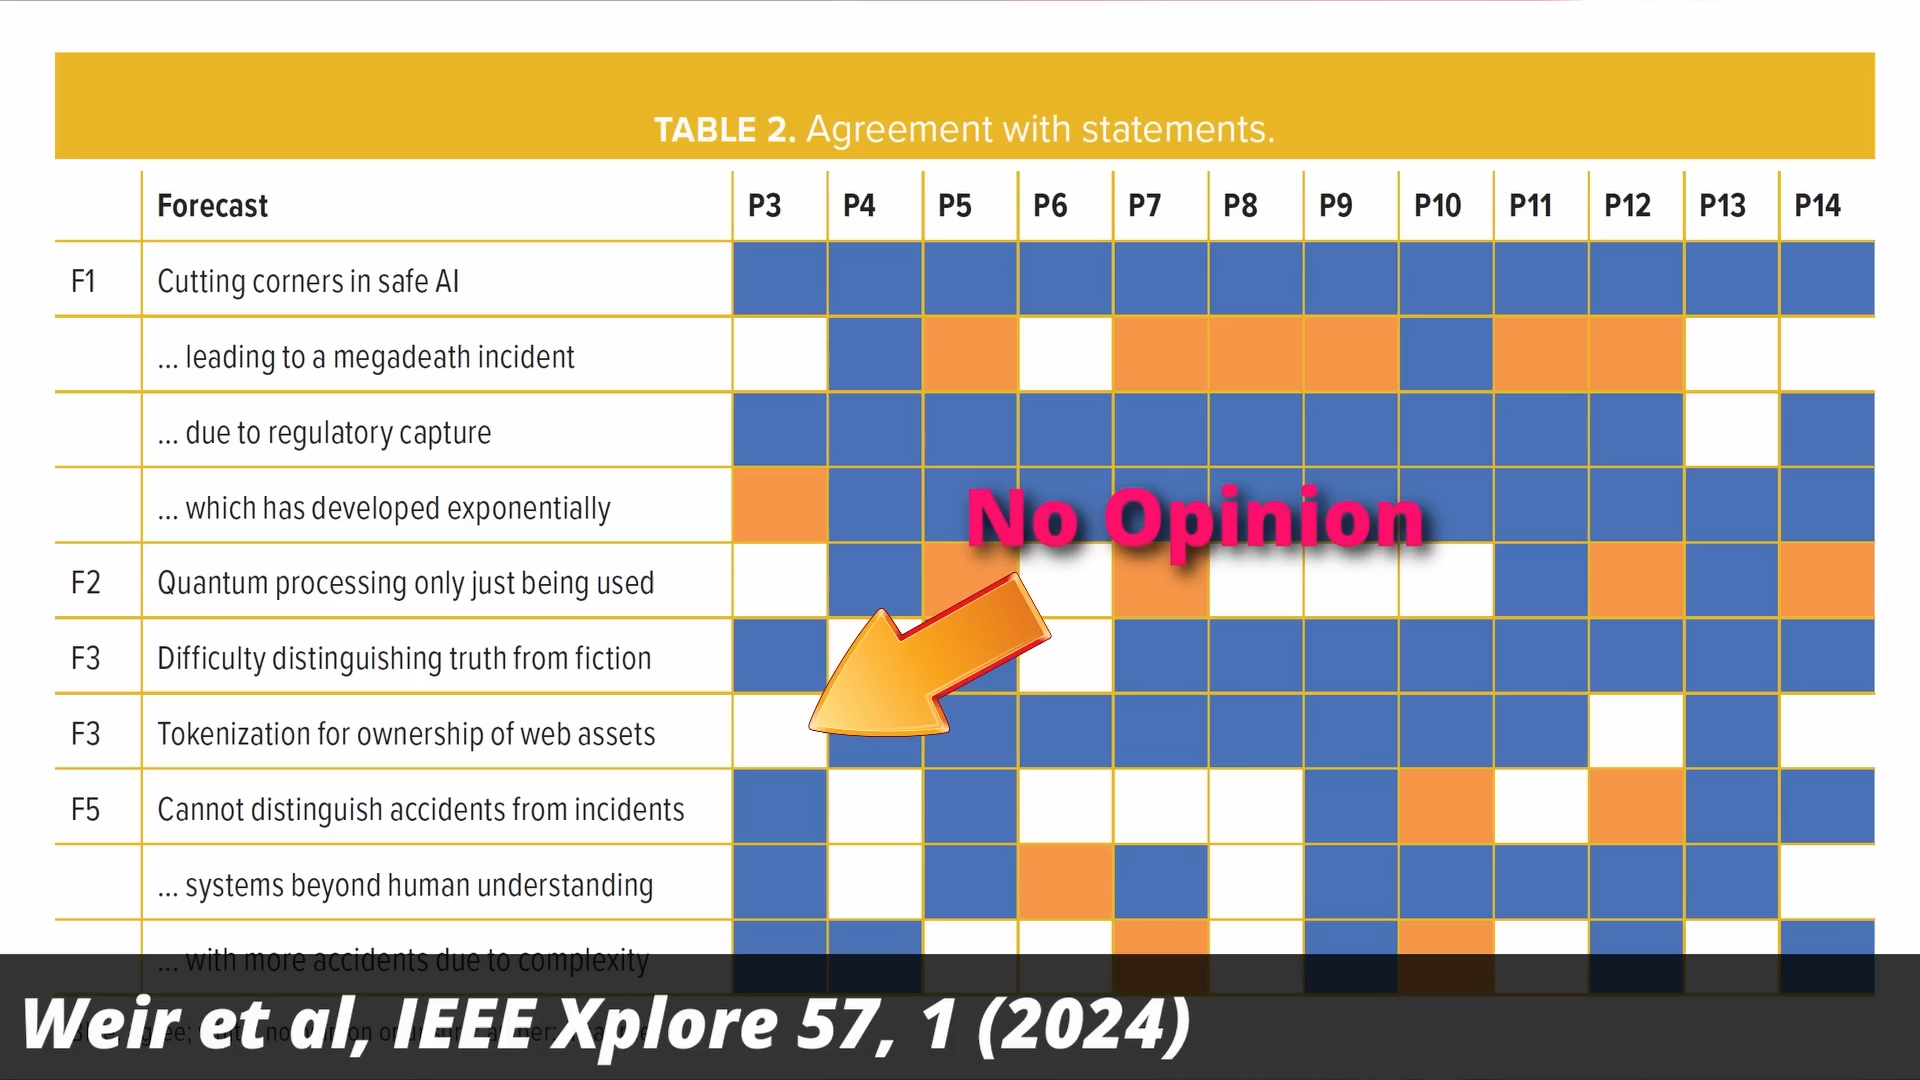 TABLE 2. Agreement with statements.
Forecast P3 P4 P5 P6 P7 P8 P9 P10 P11 P12 P13 P14
F1 Cutting corners in safe AI
... leading to a megadeath incident
... due to regulatory capture
... which has developed exponentially
No Opinion
F2 Quantum processing only just being used
F3 Difficulty distinguishing truth from fiction
F3 Tokenization for ownership of web assets
F5 Cannot distinguish accidents from incidents
... systems beyond human understanding
... with more accidents due to complexity
Weir et al, IEEE Xplore 57, 1 (2024)